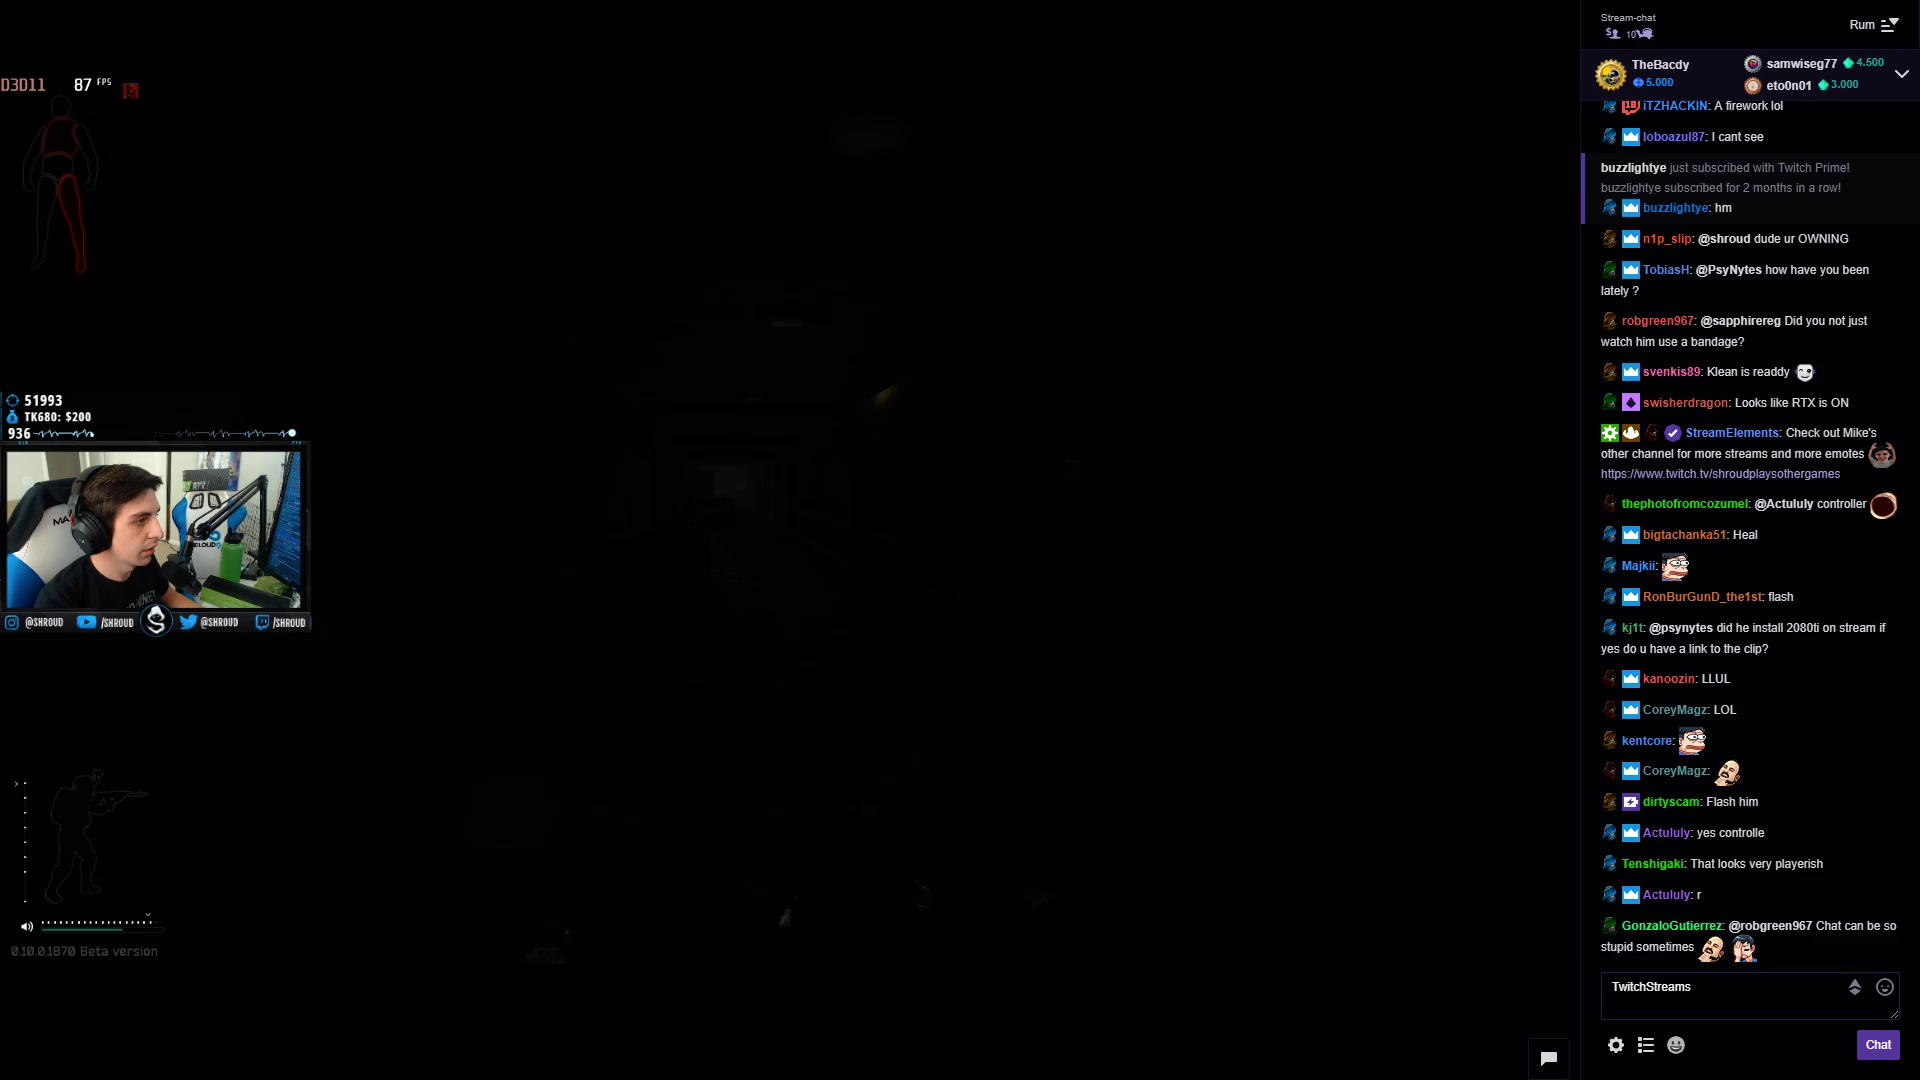 D3D11 87 FPS
51993
TK680: $200
936
@SHROUD /SHROUD @SHROUD /SHROUD
0.10.0.1870 Beta version
Stream-chat
10
Rum
TheBacdy
5.000
samwiseg77 4.500
eto0n01 3.000
iTZHACKIN: A firework lol
loboazul87: I cant see
buzzlightye just subscribed with Twitch Prime!
buzzlightye subscribed for 2 months in a row!
buzzlightye: hm
n1p_slip: @shroud dude ur OWNING
TobiasH: @PsyNytes how have you been
lately ?
robgreen967: @sapphirereg Did you not just
watch him use a bandage?
svenkis89: Klean is readdy
swisherdragon: Looks like RTX is ON
StreamElements: Check out Mike's
other channel for more streams and more emotes
https://www.twitch.tv/shroudplaysothergames
thephotofromcozumel: @Actululy controller
bigtachanka51: Heal
Majkii:
RonBurGunD_the1st: flash
kj1t: @psynytes did he install 2080ti on stream if
yes do u have a link to the clip?
kanoozin: LLUL
CoreyMagz: LOL
kentcore:
CoreyMagz:
dirtyscam: Flash him
Actululy: yes controlle
Tenshigaki: That looks very playerish
Actululy: r
GonzaloGutierrez: @robgreen967 Chat can be so
stupid sometimes
TwitchStreams
Chat